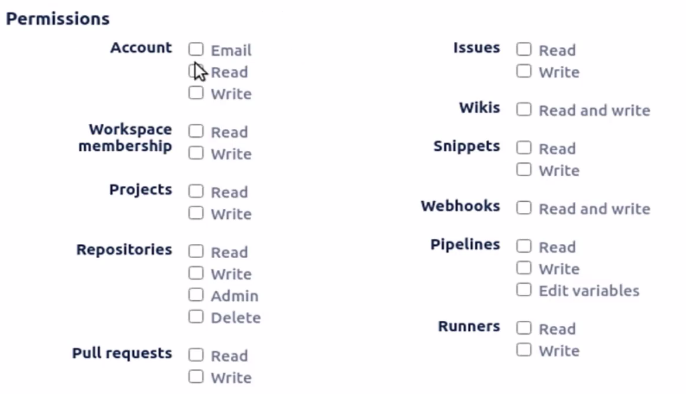 Permissions
Account
Email
Read
Write
Workspace
membership
Read
Write
Projects
Read
Write
Repositories
Read
Write
Admin
Delete
Pull requests
Read
Write
Issues
Read
Write
Wikis
Read and write
Snippets
Read
Write
Webhooks
Read and write
Pipelines
Read
Write
Edit variables
Runners
Read
Write